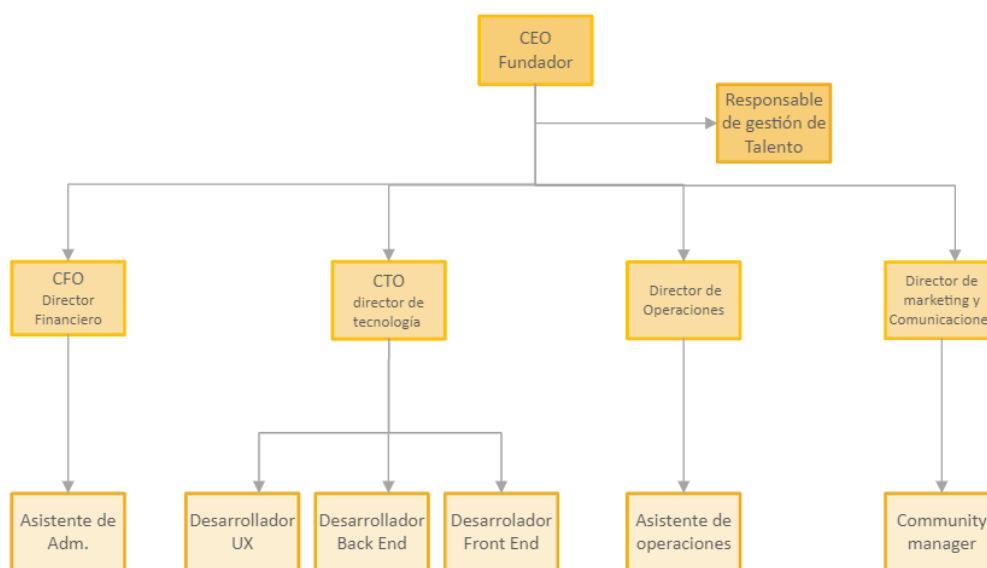 CEO
Fundador
Responsable
de gestión de
Talento
CFO
Director
Financiero
CTO
director de
tecnología
Director de
Operaciones
Director de
marketing y
Comunicacione
Asistente de
Adm.
Desarrollador
UX
Desarrollador
Back End
Desarrolador
Front End
Asistente de
operaciones
Community
manager